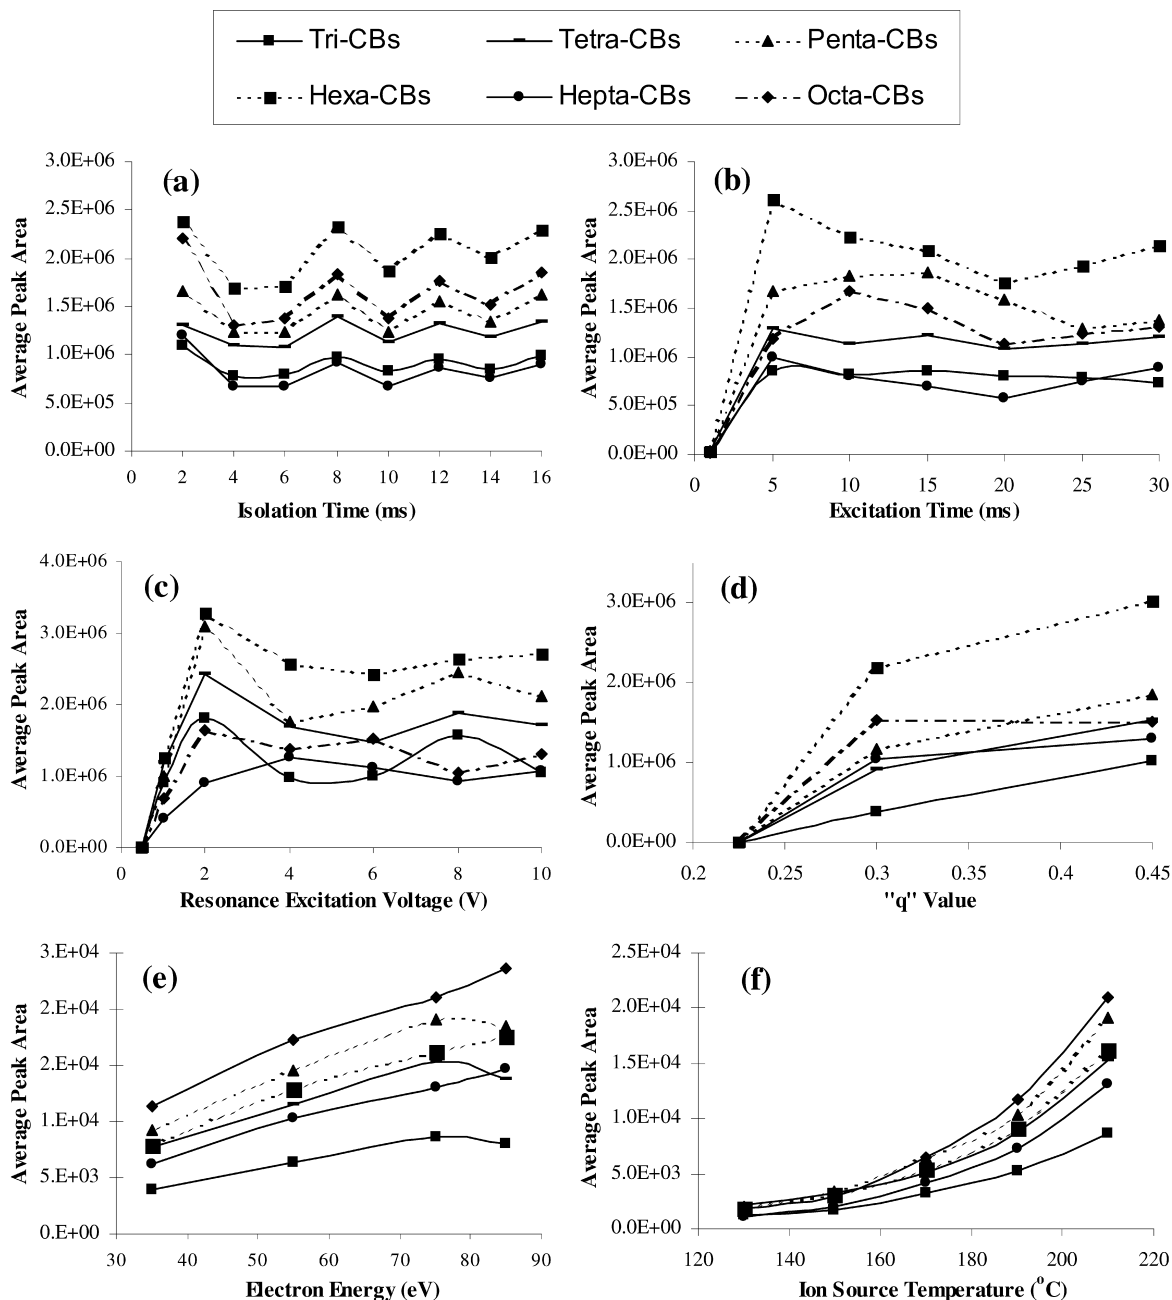 Tri-CBs Tetra-CBs Penta-CBs
Hexa-CBs Hepta-CBs Octa-CBs
(a)
Average Peak Area
3.0E+06
2.5E+06
2.0E+06
1.5E+06
1.0E+06
5.0E+05
0.0E+00
0 2 4 6 8 10 12 14 16
Isolation Time (ms)
(b)
Average Peak Area
3.0E+06
2.5E+06
2.0E+06
1.5E+06
1.0E+06
5.0E+05
0.0E+00
0 5 10 15 20 25 30
Excitation Time (ms)
(c)
Average Peak Area
4.0E+06
3.0E+06
2.0E+06
1.0E+06
0.0E+00
0 2 4 6 8 10
Resonance Excitation Voltage (V)
(d)
Average Peak Area
3.0E+06
2.0E+06
1.0E+06
0.0E+00
0.2 0.25 0.3 0.35 0.4 0.45
"q" Value
(e)
Average Peak Area
3.E+04
2.E+04
2.E+04
1.E+04
1.E+04
5.E+03
0.E+00
30 40 50 60 70 80 90
Electron Energy (eV)
(f)
Average Peak Area
2.5E+04
2.0E+04
1.5E+04
1.0E+04
5.0E+03
0.0E+00
120 140 160 180 200 220
Ion Source Temperature (°C)